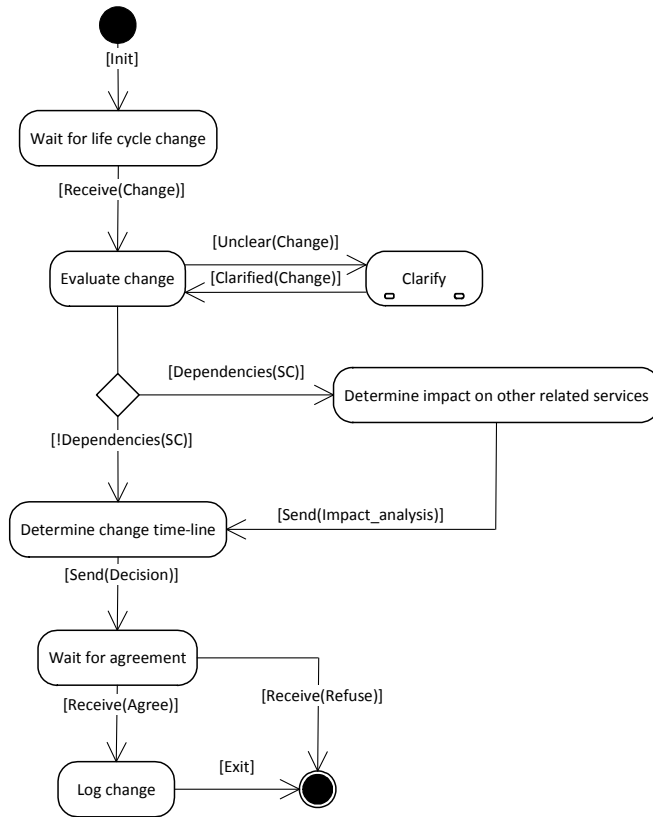 [Init]
Wait for life cycle change
[Receive(Change)]
[Unclear(Change)]
Evaluate change
[Clarified(Change)]
Clarify
[Dependencies(SC)]
Determine impact on other related services
[!Dependencies(SC)]
[Send(Impact_analysis)]
Determine change time-line
[Send(Decision)]
Wait for agreement
[Receive(Agree)]
[Receive(Refuse)]
[Exit]
Log change